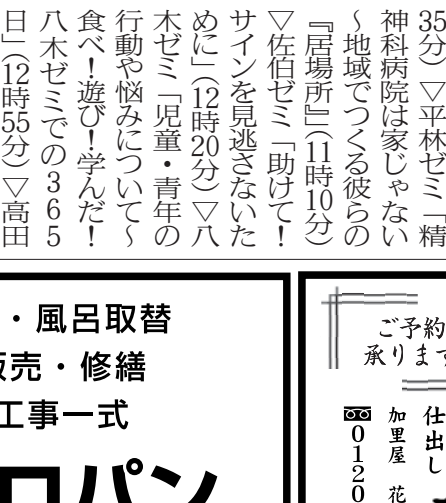 35分）▽平林ゼミ「精
神科病院は家じゃない
～地域でつくる彼らの
『居場所』（11時10分）
▽佐伯ゼミ「助けて！
サインを見逃さないた
めに」（12時20分）▽八
木ゼミ「児童・青年の
行動や悩みについて～
食べ！遊び！学んだ！
八木ゼミでの３６５
日」（12時55分）▽高田
・風呂取替
売・修繕
工事一式
ロパン
ご予約
承ります
仕出し
加里屋 花
0120